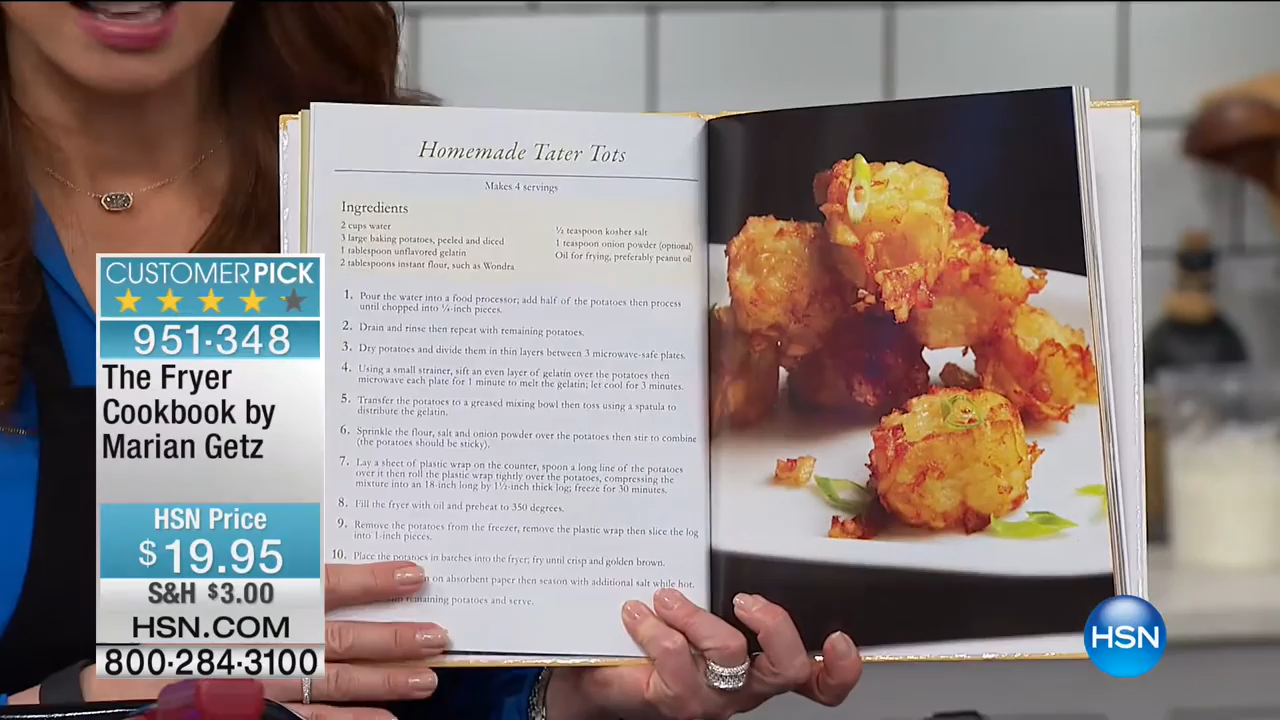 Homemade Tater Tots
Makes 4 servings
Ingredients
2 cups water
3 large baking potatoes, peeled and diced
1 tablespoon unflavored gelatin
2 tablespoons instant flour, such as Wondra
½ teaspoon kosher salt
1 teaspoon onion powder (optional)
Oil for frying, preferably peanut oil
1. Pour the water into a food processor; add half of the potatoes then process
until chopped into ¼-inch pieces.
2. Drain and rinse then repeat with remaining potatoes.
3. Dry potatoes and divide them in thin layers between 3 microwave-safe plates.
4. Using a small strainer, sift an even layer of gelatin over the potatoes then
microwave each plate for 1 minute to melt the gelatin; let cool for 3 minutes.
5. Transfer the potatoes to a greased mixing bowl then toss using a spatula to
distribute the gelatin.
6. Sprinkle the flour, salt and onion powder over the potatoes then stir to combine
(the potatoes should be sticky).
7. Lay a sheet of plastic wrap on the counter, spoon a long line of the potatoes
over it then roll the plastic wrap tightly over the potatoes, compressing the
mixture into an 18-inch long by 1½-inch thick log; freeze for 30 minutes.
8. Fill the fryer with oil and preheat to 350 degrees.
9. Remove the potatoes from the freezer, remove the plastic wrap then slice the log
into 1-inch pieces.
10. Place the potatoes in batches into the fryer; fry until crisp and golden brown.
on absorbent paper then season with additional salt while hot.
remaining potatoes and serve.
CUSTOMER PICK
951-348
The Fryer
Cookbook by
Marian Getz
HSN Price
$19.95
S&H $3.00
HSN.COM
800-284-3100
HSN